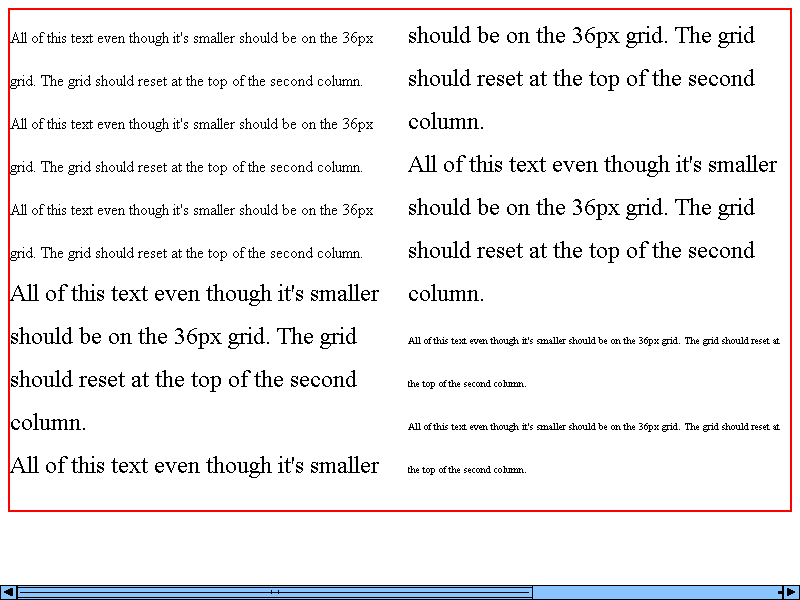 All of this text even though it's smaller should be on the 36px
grid. The grid should reset at the top of the second column.
All of this text even though it's smaller should be on the 36px
grid. The grid should reset at the top of the second column.
All of this text even though it's smaller should be on the 36px
grid. The grid should reset at the top of the second column.
All of this text even though it's smaller
should be on the 36px grid. The grid
should reset at the top of the second
column.
All of this text even though it's smaller
should be on the 36px grid. The grid
should reset at the top of the second
column.
All of this text even though it's smaller
should be on the 36px grid. The grid
should reset at the top of the second
column.
All of this text even though it's smaller should be on the 36px grid. The grid should reset at
the top of the second column.
All of this text even though it's smaller should be on the 36px grid. The grid should reset at
the top of the second column.